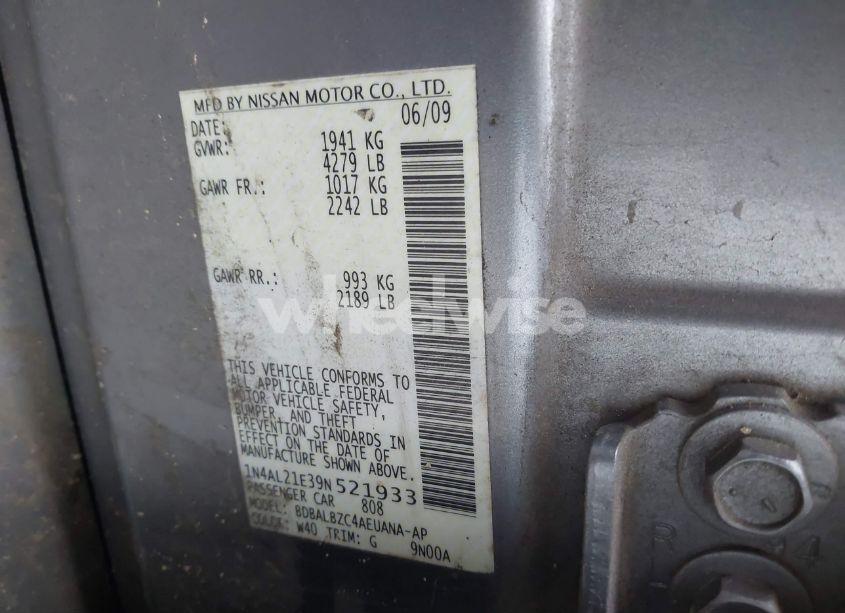 MFD BY NISSAN MOTOR CO., LTD.
DATE: 06/09
GVWR: 1941 KG
4279 LB
GAWR FR.: 1017 KG
2242 LB
GAWR RR.: 993 KG
2189 LB
wheelwise
THIS VEHICLE CONFORMS TO
ALL APPLICABLE FEDERAL
MOTOR VEHICLE SAFETY,
BUMPER, AND THEFT
PREVENTION STANDARDS IN
EFFECT ON THE DATE OF
MANUFACTURE SHOWN ABOVE.
1N4AL21E39N521933
PASSENGER CAR 808
MODEL: BDBALBZC4AEUANA-AP
COLOR: W40 TRIM: G 9N00A
R 4
L